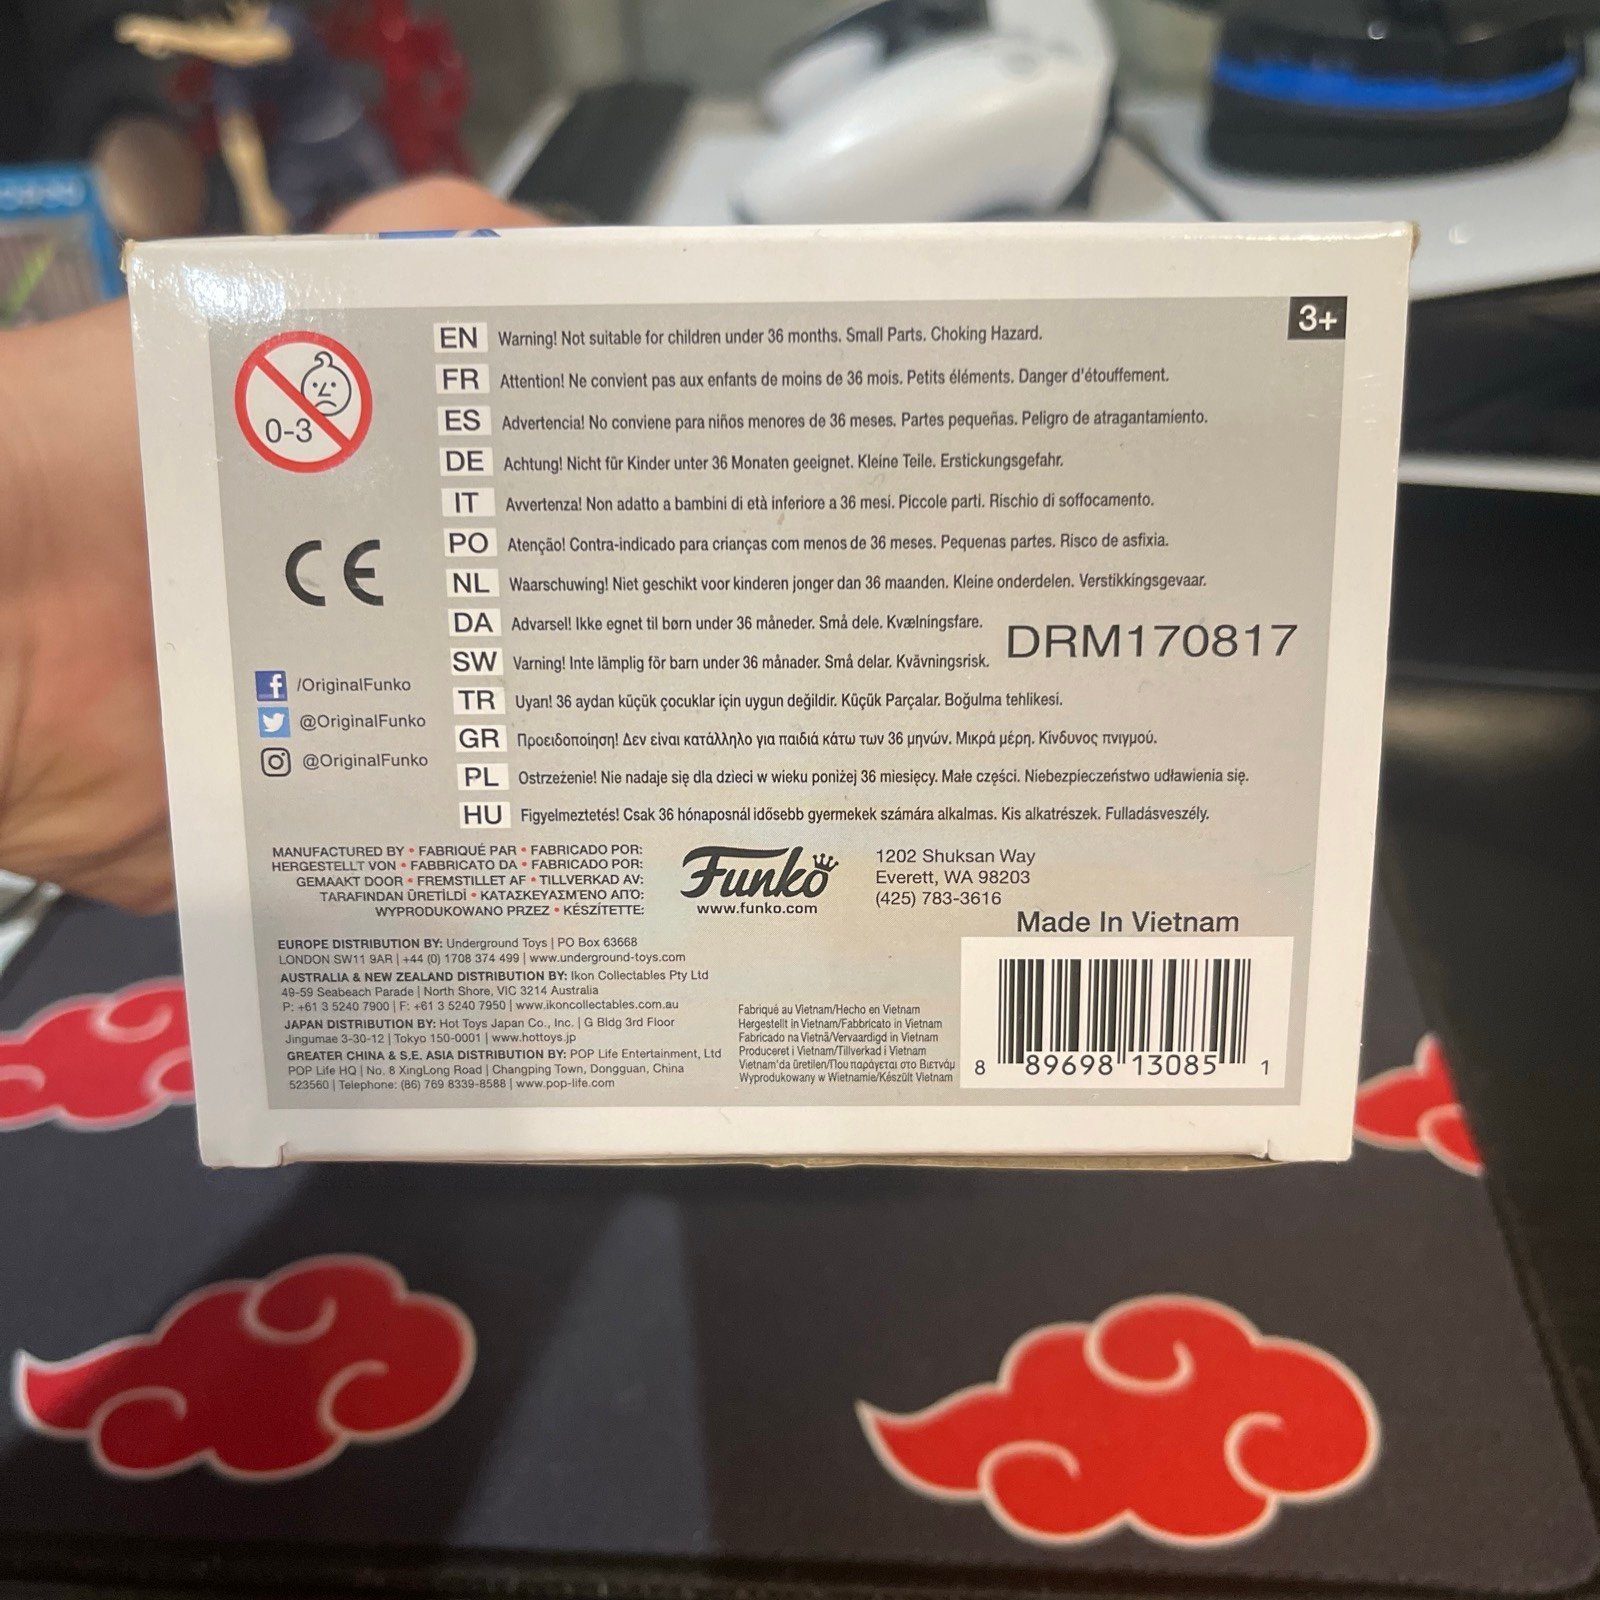 3+
0-3
EN Warning! Not suitable for children under 36 months. Small Parts. Choking Hazard.
FR Attention! Ne convient pas aux enfants de moins de 36 mois. Petits éléments. Danger d'étouffement.
ES Advertencia! No conviene para niños menores de 36 meses. Partes pequeñas. Peligro de atragantamiento.
DE Achtung! Nicht für Kinder unter 36 Monaten geeignet. Kleine Teile. Erstickungsgefahr.
IT Avvertenza! Non adatto a bambini di età inferiore a 36 mesi. Piccole parti. Rischio di soffocamento.
PO Atenção! Contra-indicado para crianças com menos de 36 meses. Pequenas partes. Risco de asfixia.
NL Waarschuwing! Niet geschikt voor kinderen jonger dan 36 maanden. Kleine onderdelen. Verstikkingsgevaar.
DA Advarsel! Ikke egnet til børn under 36 måneder. Små dele. Kvælningsfare.
SW Varning! Inte lämplig för barn under 36 månader. Små delar. Kvävningsrisk.
TR Uyan! 36 aydan küçük çocuklar için uygun değildir. Küçük Parçalar. Boğulma tehlikesi.
GR Προειδοποίηση! Δεν είναι κατάλληλο για παιδιά κάτω των 36 μηνών. Μικρά μέρη. Κίνδυνος πνιγμού.
PL Ostrzeżenie! Nie nadaje się dla dzieci w wieku poniżej 36 miesięcy. Małe części. Niebezpieczeństwo udławienia się.
HU Figyelmeztetés! Csak 36 hónaposnál idősebb gyermekek számára alkalmas. Kis alkatrészek. Fulladásveszély.
DRM170817
CE
/OriginalFunko
@OriginalFunko
@OriginalFunko
MANUFACTURED BY • FABRIQUÉ PAR • FABRICADO POR:
HERGESTELLT VON • FABBRICATO DA • FABRICADO POR:
GEMAAKT DOOR • FREMSTILLET AF • TILLVERKAD AV:
TARAFINDAN ÜRETİLDİ • ΚΑΤΑΣΚΕΥΑΣΜΈΝΟ ΑΠΌ:
WYPRODUKOWANO PRZEZ • KÉSZÍTETTE:
Funko
www.funko.com
1202 Shuksan Way
Everett, WA 98203
(425) 783-3616
Made In Vietnam
EUROPE DISTRIBUTION BY: Underground Toys | PO Box 63668
LONDON SW11 9AR | +44 (0) 1708 374 499 | www.underground-toys.com
AUSTRALIA & NEW ZEALAND DISTRIBUTION BY: Ikon Collectables Pty Ltd
49-59 Seabeach Parade | North Shore, VIC 3214 Australia
P: +61 3 5240 7900 | F: +61 3 5240 7950 | www.ikoncollectables.com.au
JAPAN DISTRIBUTION BY: Hot Toys Japan Co., Inc. | G Bldg 3rd Floor
Jingumae 3-30-12 | Tokyo 150-0001 | www.hottoys.jp
GREATER CHINA & S.E. ASIA DISTRIBUTION BY: POP Life Entertainment, Ltd
POP Life HQ | No. 8 XingLong Road | Changping Town, Dongguan, China
523560 | Telephone: (86) 769 8339-8588 | www.pop-life.com
Fabriqué au Vietnam/Hecho en Vietnam
Hergestellt in Vietnam/Fabbricato in Vietnam
Fabricado na Vietnã/Vervaardigd in Vietnam
Produceret i Vietnam/Tillverkad i Vietnam
Vietnam'da üretilen/Που παράγεται στο Βιετνάμ
Wyprodukowany w Wietnamie/Készült Vietnam
8 89698 13085 1